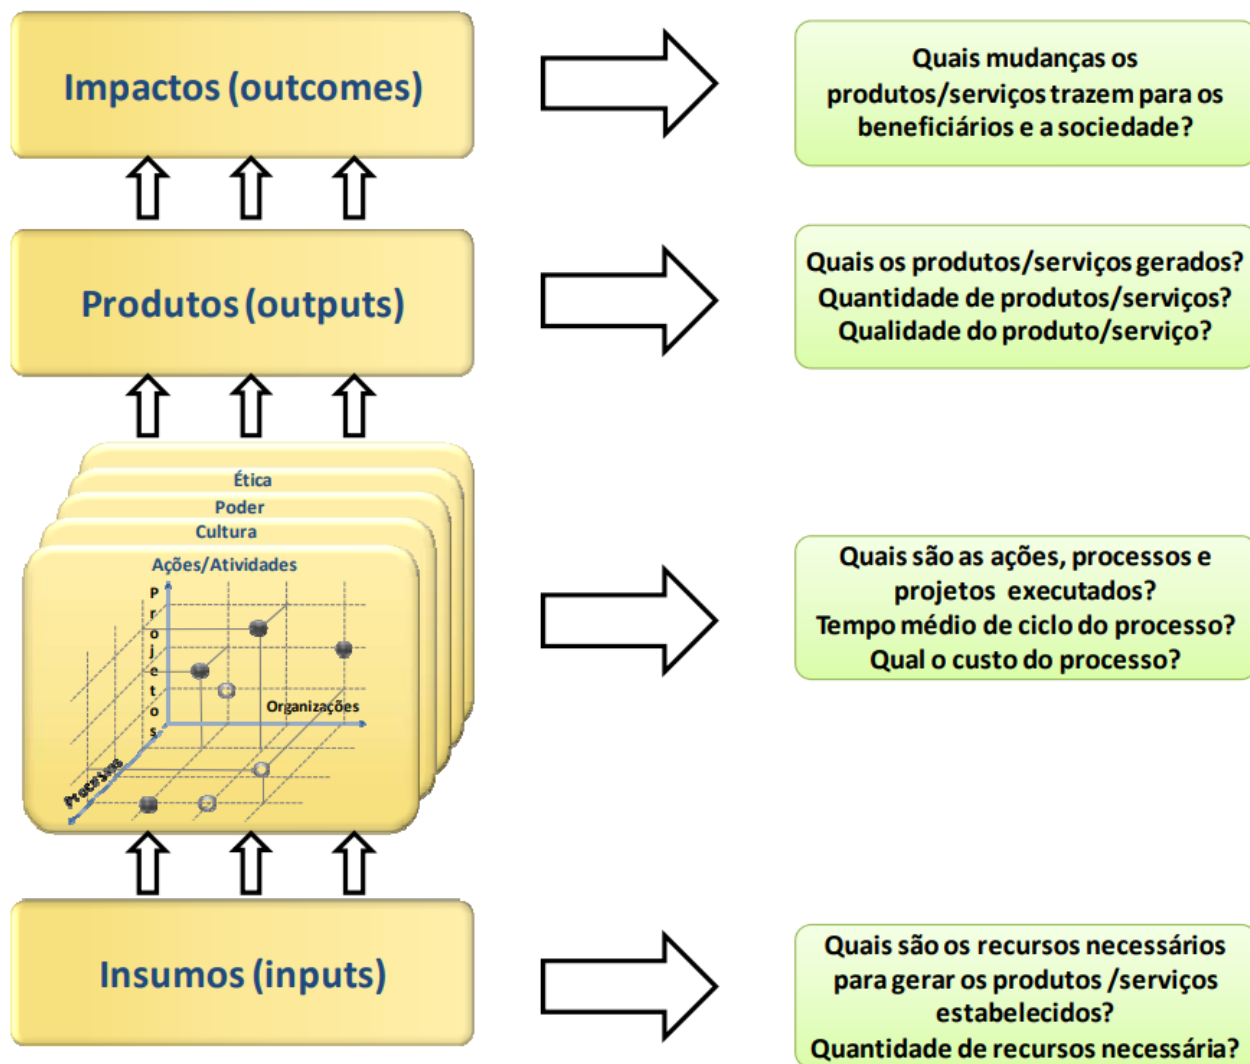 Impactos (outcomes)
Quais mudanças os
produtos/serviços trazem para os
beneficiários e a sociedade?
Produtos (outputs)
Quais os produtos/serviços gerados?
Quantidade de produtos/serviços?
Qualidade do produto/serviço?
Ética
Poder
Cultura
Ações/Atividades
Projetos
Organizações
Processos
Quais são as ações, processos e
projetos executados?
Tempo médio de ciclo do processo?
Qual o custo do processo?
Insumos (inputs)
Quais são os recursos necessários
para gerar os produtos /serviços
estabelecidos?
Quantidade de recursos necessária?